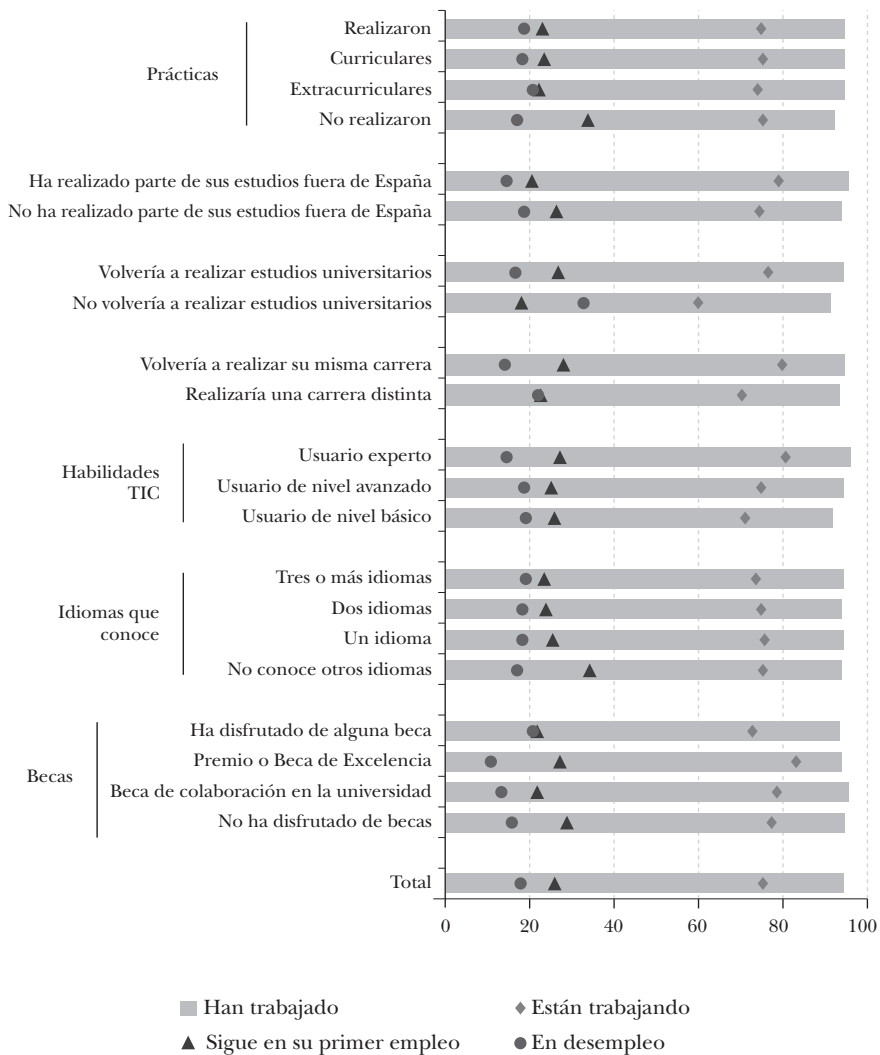 Prácticas
Realizaron
Curriculares
Extracurriculares
No realizaron
Ha realizado parte de sus estudios fuera de España
No ha realizado parte de sus estudios fuera de España
Volvería a realizar estudios universitarios
No volvería a realizar estudios universitarios
Volvería a realizar su misma carrera
Realizaría una carrera distinta
Habilidades
TIC
Usuario experto
Usuario de nivel avanzado
Usuario de nivel básico
Idiomas que
conoce
Tres o más idiomas
Dos idiomas
Un idioma
No conoce otros idiomas
Becas
Ha disfrutado de alguna beca
Premio o Beca de Excelencia
Beca de colaboración en la universidad
No ha disfrutado de becas
Total
0 20 40 60 80 100
Han trabajado
Están trabajando
Sigue en su primer empleo
En desempleo